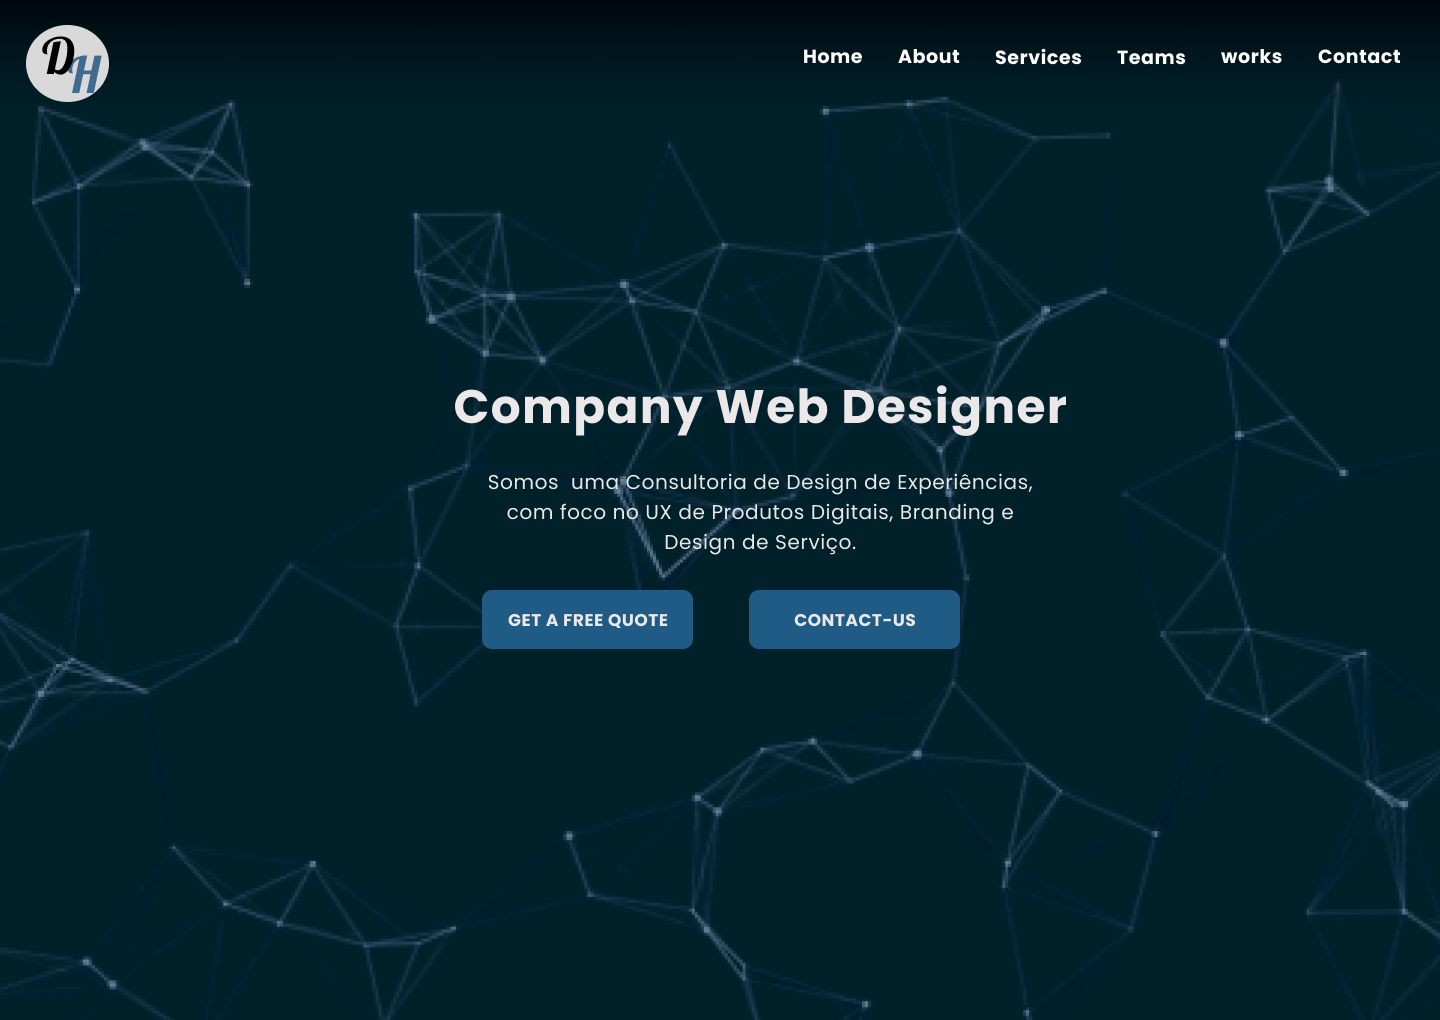 DH
Home About Services Teams works Contact
Company Web Designer
Somos  uma Consultoria de Design de Experiências,
com foco no UX de Produtos Digitais, Branding e
Design de Serviço.
GET A FREE QUOTE CONTACT-US